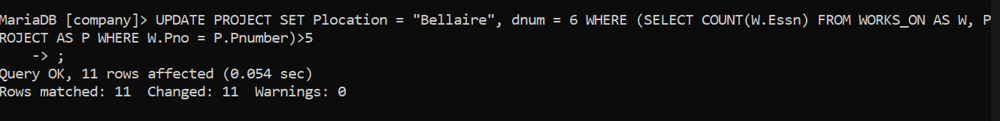 MariaDB [company]> UPDATE PROJECT SET Plocation = "Bellaire", dnum = 6 WHERE (SELECT COUNT(W.Essn) FROM WORKS_ON AS W, P
ROJECT AS P WHERE W.Pno = P.Pnumber)>5
    -> ;
Query OK, 11 rows affected (0.054 sec)
Rows matched: 11  Changed: 11  Warnings: 0